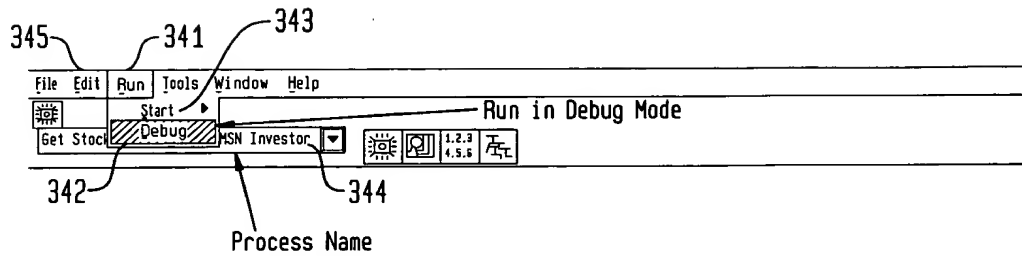 345
341
343
File Edit Run Tools Window Help
Start
Run in Debug Mode
Get Stock
Debug
MSN Investor
1.2.3
4.5.6
342
344
Process Name